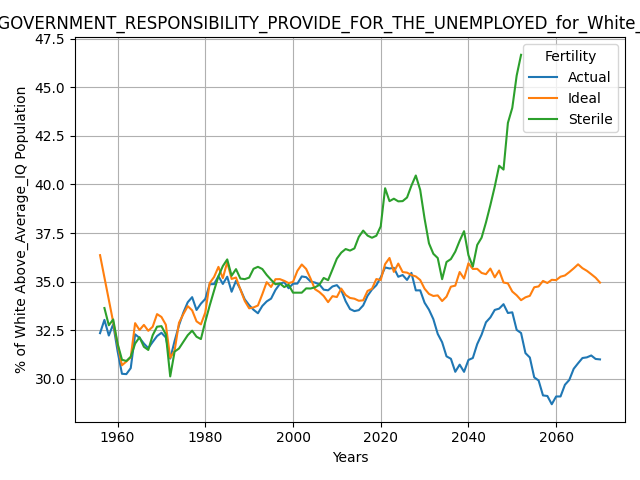 GOVERNMENT_RESPONSIBILITY_PROVIDE_FOR_THE_UNEMPLOYED_for_White_
47.5
45.0
42.5
40.0
37.5
35.0
32.5
30.0
% of White Above_Average_IQ Population
Fertility
Actual
Ideal
Sterile
1960
1980
2000
2020
2040
2060
Years